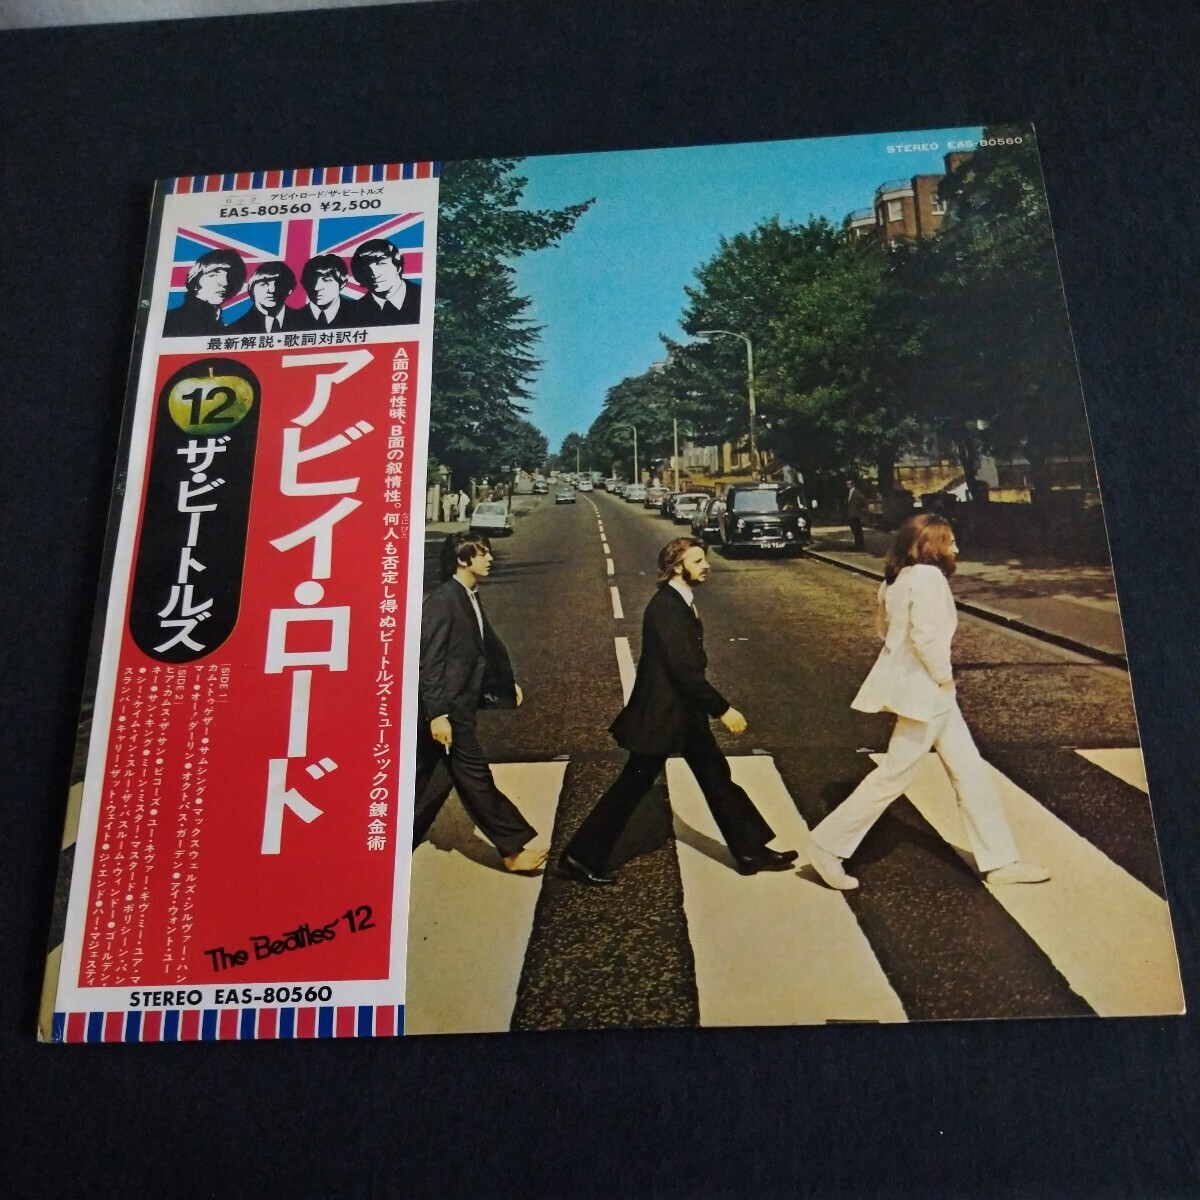 STEREO EAS-80560
ロック
アビイ・ロード/ザ・ビートルズ
EAS-80560 ¥2,500
最新解説・歌詞対訳付
A面の野性味、B面の叙情性。何人も否定し得ぬビートルズ・ミュージックの錬金術
なにびと
アビイ・ロード
12
ザ・ビートルズ
[SIDE 1]
カム・トゥゲザー●サムシング●マックスウェルズ・シルヴァー・ハン
マー●オー!ダーリン●オクトパス・ガーデン●アイ・ウォント・ユー
[SIDE 2]
ヒア・カムス・ザ・サン●ビコーズ●ユー・ネヴァー・ギヴ・ミー・ユア・マ
ネー●サン・キング●ミーン・ミスター・マスタード●ポリシーン・パン
●シー・ケイム・イン・スルー・ザ・バスルーム・ウィンドー●ゴールデン・
スランバー●キャリー・ザット・ウェイト●ジ・エンド●ハー・マジェスティ
The Beatles 12
STEREO EAS-80560